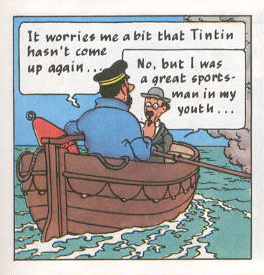 It worries me a bit that Tintin
hasn't come
up again...
No, but I was
a great sports-
man in my
youth...